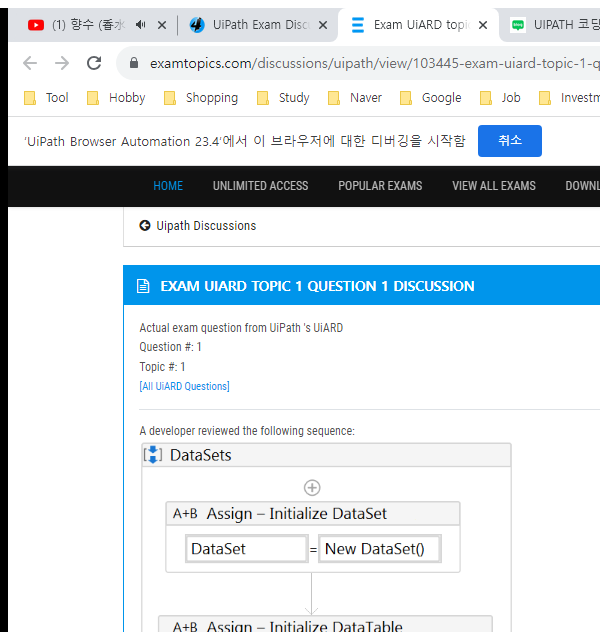 (1) 향수 (香水
UiPath Exam Disc
Exam UiARD topi
UIPATH 코딩
examtopics.com/discussions/uipath/view/103445-exam-uiard-topic-1-q
Tool Hobby Shopping Study Naver Google Job Investm
'UiPath Browser Automation 23.4'에서 이 브라우저에 대한 디버깅을 시작함 취소
HOME UNLIMITED ACCESS POPULAR EXAMS VIEW ALL EXAMS DOWNL
Uipath Discussions
EXAM UIARD TOPIC 1 QUESTION 1 DISCUSSION
Actual exam question from UiPath 's UiARD
Question #: 1
Topic #: 1
[All UiARD Questions]
A developer reviewed the following sequence:
DataSets
A+B Assign – Initialize DataSet
DataSet = New DataSet()
A+B Assign – Initialize DataTable